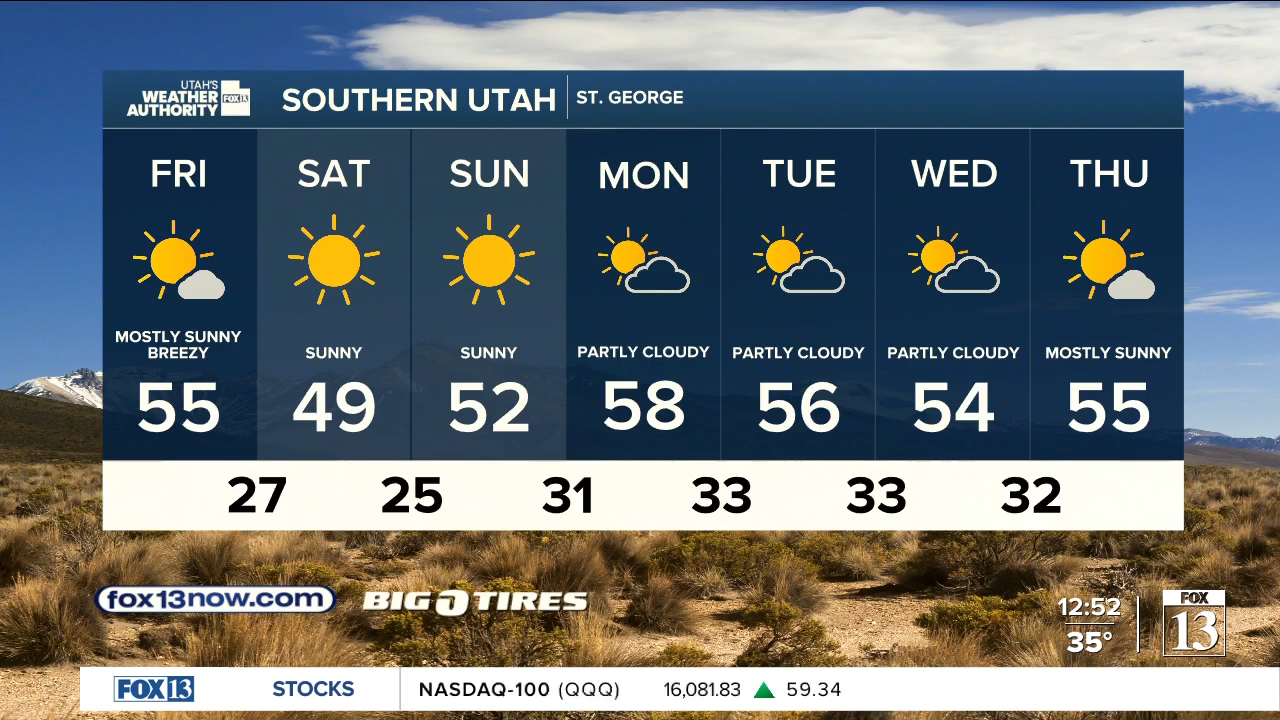 UTAH'S
WEATHER
AUTHORITY
FOX 13
SOUTHERN UTAH
ST. GEORGE
FRI SAT SUN MON TUE WED THU
MOSTLY SUNNY
BREEZY
SUNNY
SUNNY
PARTLY CLOUDY
PARTLY CLOUDY
PARTLY CLOUDY
MOSTLY SUNNY
55 49 52 58 56 54 55
27 25 31 33 33 32
fox13now.com
BIG O TIRES
12:52
35°
FOX
13
FOX 13
STOCKS
NASDAQ-100 (QQQ) 16,081.83 ▲ 59.34